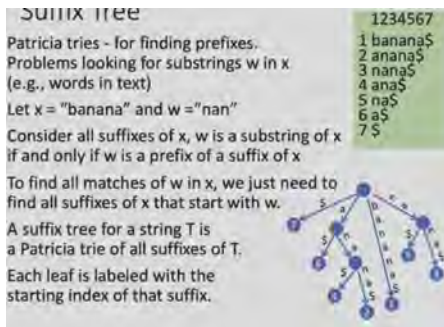 Suffix Tree
Patricia tries - for finding prefixes.
Problems looking for substrings w in x
(e.g., words in text)
Let x = "banana" and w ="nan"
Consider all suffixes of x, w is a substring of x
if and only if w is a prefix of a suffix of x
To find all matches of w in x, we just need to
find all suffixes of x that start with w.
A suffix tree for a string T is
a Patricia trie of all suffixes of T.
Each leaf is labeled with the
starting index of that suffix.
1234567
1 banana$
2 anana$
3 nana$
4 ana$
5 na$
6 a$
7 $